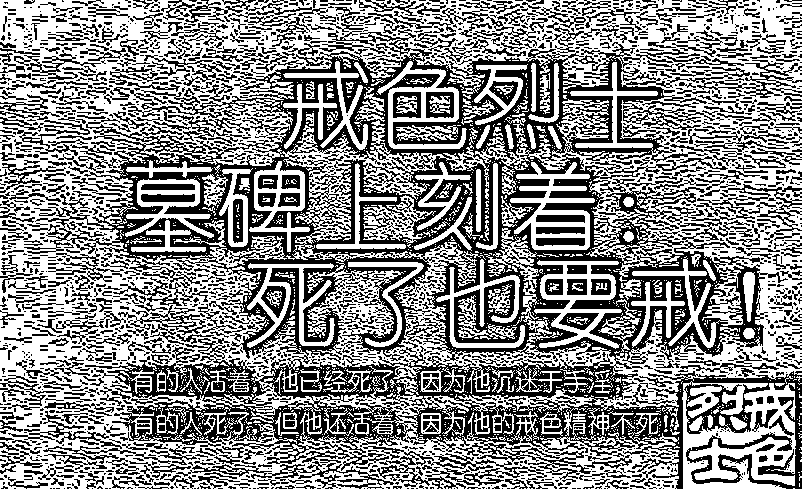 戒色烈士
墓碑上刻着：
死了也要戒！
有的人活着，他已经死了，因为他沉迷于手淫；
有的人死了，但他还活着，因为他的戒色精神不死！
戒色烈士